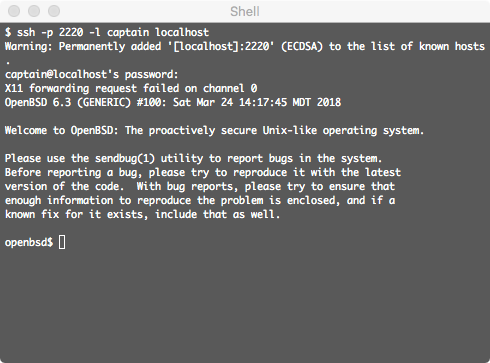 Shell
$ ssh -p 2220 -l captain localhost
Warning: Permanently added '[localhost]:2220' (ECDSA) to the list of known hosts
.
captain@localhost's password:
X11 forwarding request failed on channel 0
OpenBSD 6.3 (GENERIC) #100: Sat Mar 24 14:17:45 MDT 2018
Welcome to OpenBSD: The proactively secure Unix-like operating system.
Please use the sendbug(1) utility to report bugs in the system.
Before reporting a bug, please try to reproduce it with the latest
version of the code.  With bug reports, please try to ensure that
enough information to reproduce the problem is enclosed, and if a
known fix for it exists, include that as well.
openbsd$